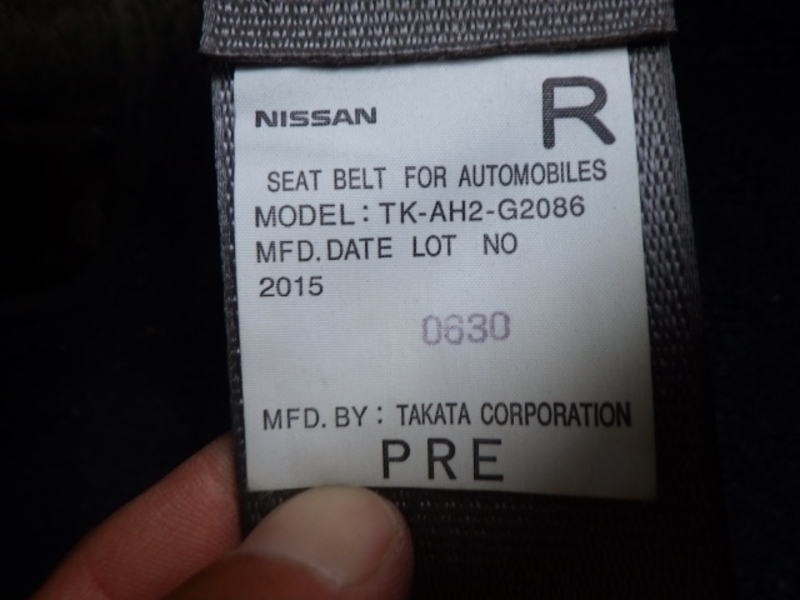 NISSAN
R
SEAT BELT FOR AUTOMOBILES
MODEL : TK-AH2-G2086
MFD. DATE LOT NO
2015
0630
MFD. BY : TAKATA CORPORATION
PRE